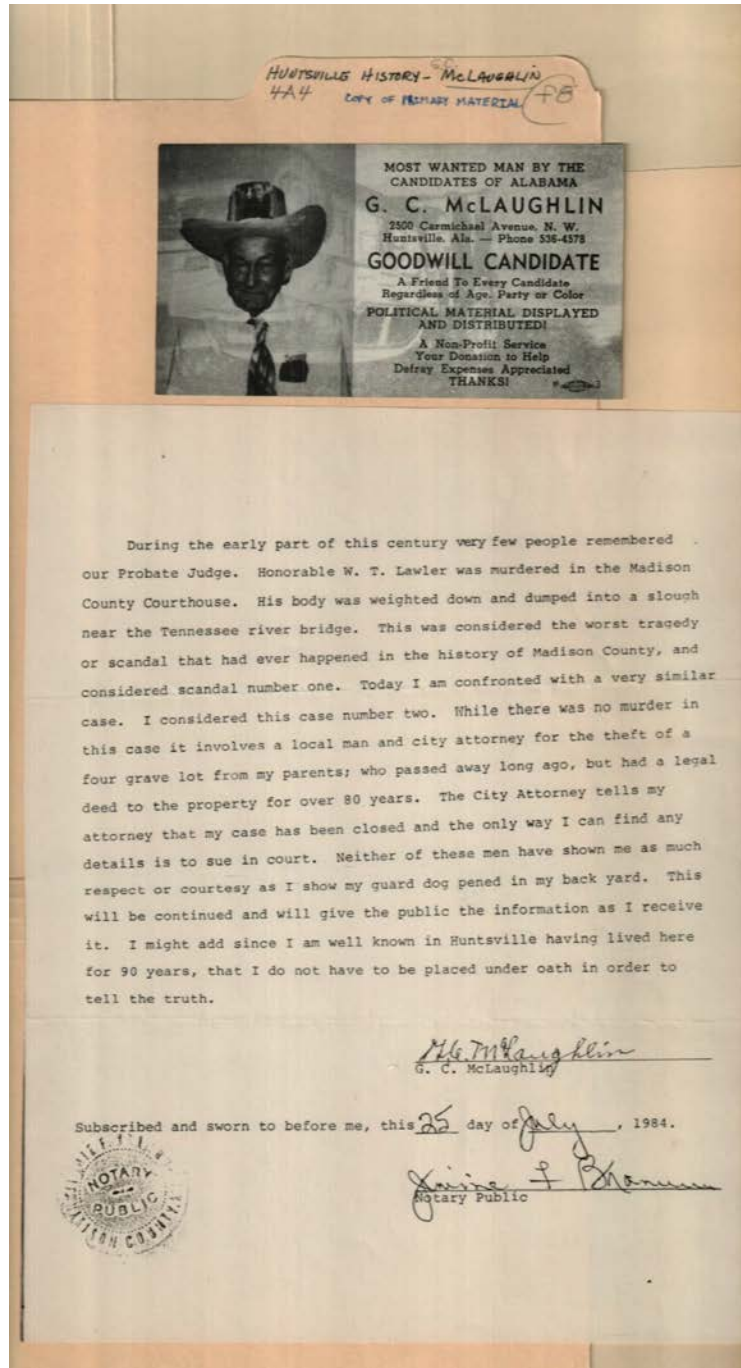 G.C.
HUNTSVILLE HISTORY - McLAUGHLIN
4A4 COPY OF PRIMARY MATERIAL FB
MOST WANTED MAN BY THE
CANDIDATES OF ALABAMA
G. C. McLAUGHLIN
2500 Carmichael Avenue, N. W.
Huntsville, Ala. — Phone 536-4578
GOODWILL CANDIDATE
A Friend To Every Candidate
Regardless of Age, Party or Color
POLITICAL MATERIAL DISPLAYED
AND DISTRIBUTED!
A Non-Profit Service
Your Donation to Help
Defray Expenses Appreciated
THANKS!
During the early part of this century very few people remembered
our Probate Judge. Honorable W. T. Lawler was murdered in the Madison
County Courthouse. His body was weighted down and dumped into a slough
near the Tennessee river bridge. This was considered the worst tragedy
or scandal that had ever happened in the history of Madison County, and
considered scandal number one. Today I am confronted with a very similar
case. I considered this case number two. While there was no murder in
this case it involves a local man and city attorney for the theft of a
four grave lot from my parents; who passed away long ago, but had a legal
deed to the property for over 80 years. The City Attorney tells my
attorney that my case has been closed and the only way I can find any
details is to sue in court. Neither of these men have shown me as much
respect or courtesy as I show my guard dog pened in my back yard. This
will be continued and will give the public the information as I receive
it. I might add since I am well known in Huntsville having lived here
for 90 years, that I do not have to be placed under oath in order to
tell the truth.
G.C. McLaughlin
G. C. McLaughlin
Subscribed and sworn to before me, this 25 day of July, 1984.
Notary Public
NOTARY
PUBLIC
COUNTY